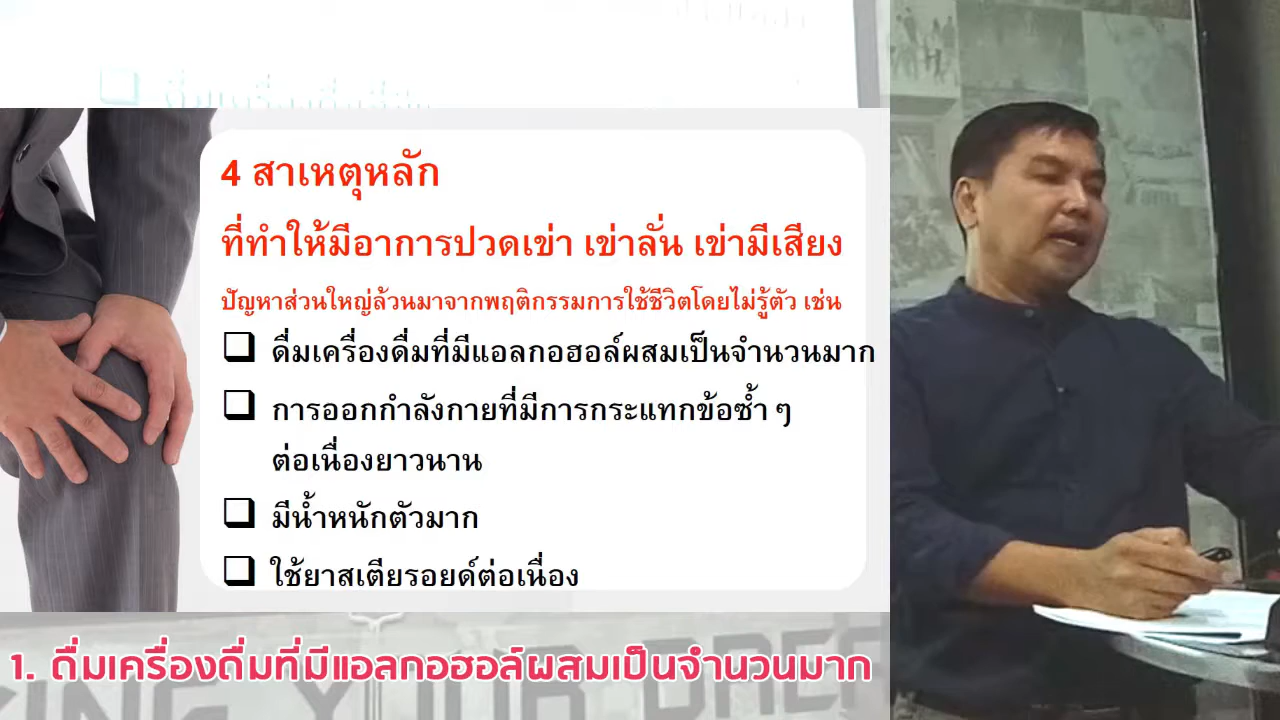 4 สาเหตุหลัก
ที่ทำให้มีอาการปวดเข่า เข่าลั่น เข่ามีเสียง
ปัญหาส่วนใหญ่ล้วนมาจากพฤติกรรมการใช้ชีวิตโดยไม่รู้ตัว เช่น
❑ ดื่มเครื่องดื่มที่มีแอลกอฮอล์ผสมเป็นจำนวนมาก
❑ การออกกำลังกายที่มีการกระแทกข้อซ้ำ ๆ
ต่อเนื่องยาวนาน
❑ มีน้ำหนักตัวมาก
❑ ใช้ยาสเตียรอยด์ต่อเนื่อง
1. ดื่มเครื่องดื่มที่มีแอลกอฮอล์ผสมเป็นจำนวนมาก